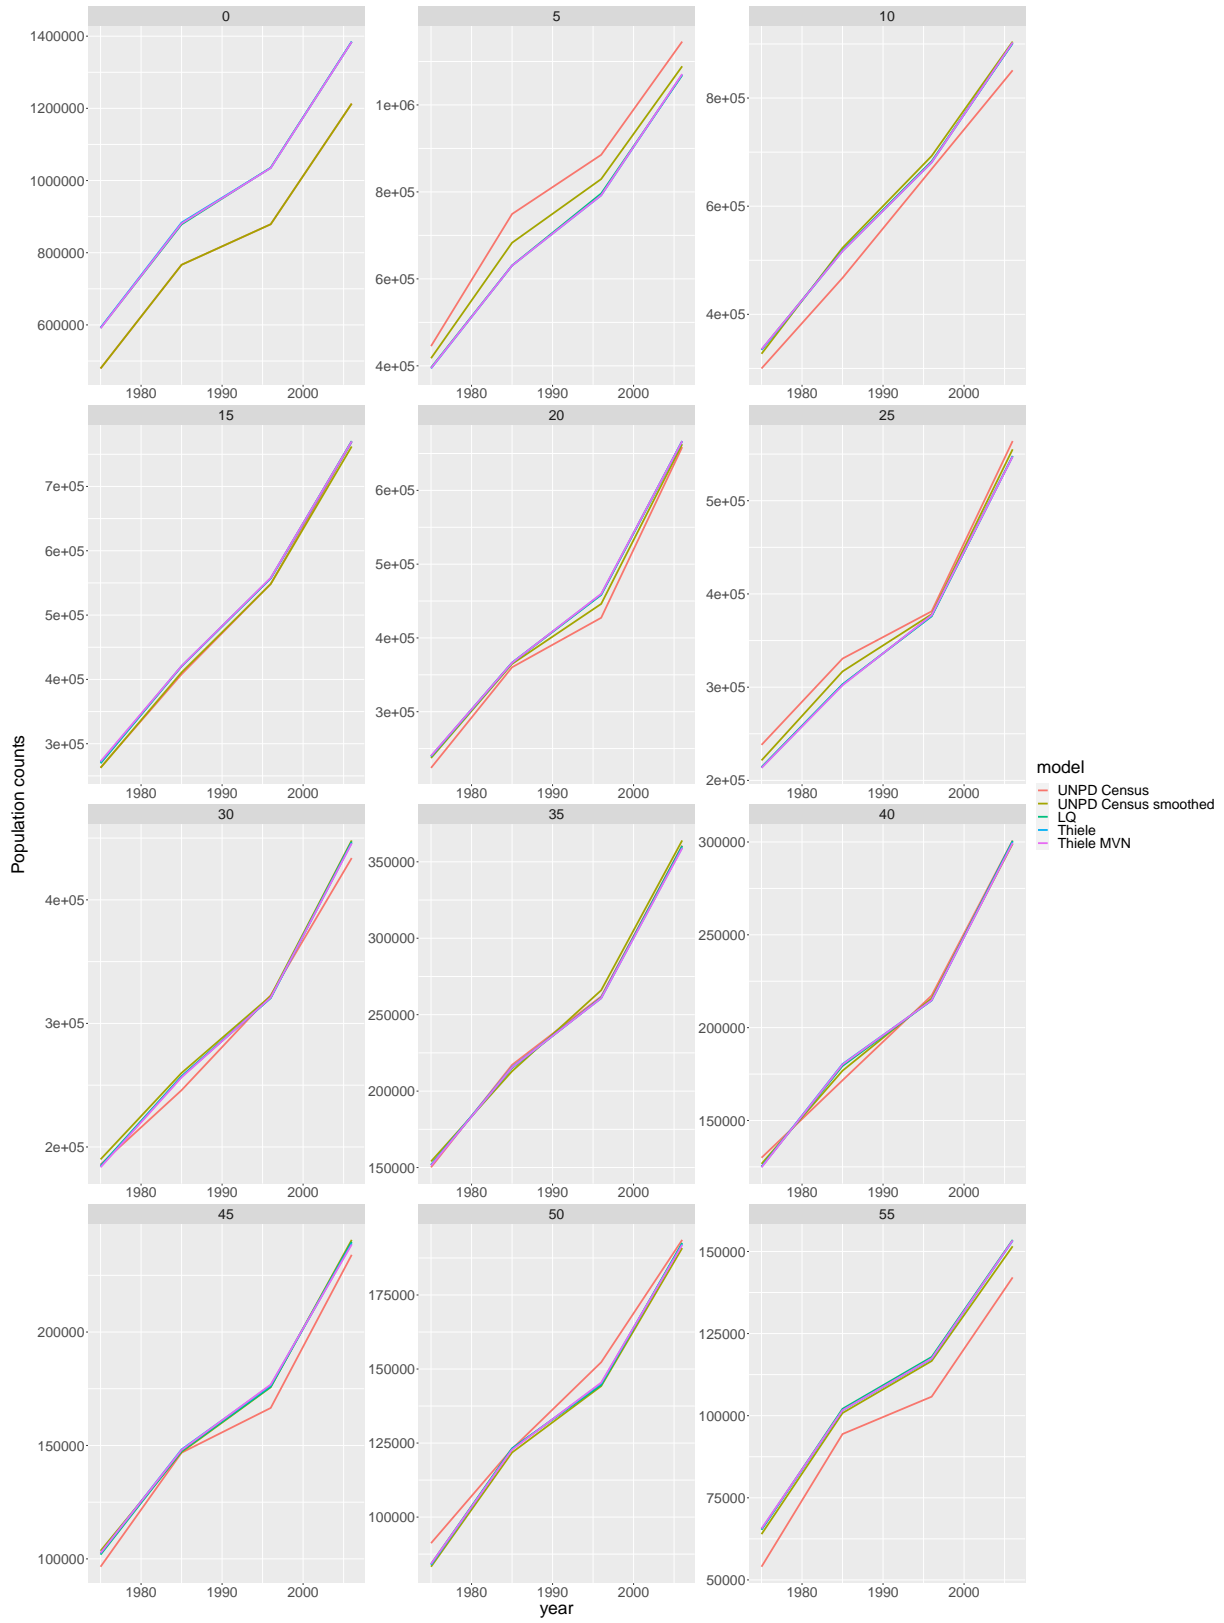 0 5 10
1400000
1200000
1000000
800000
600000
1e+06
8e+05
6e+05
4e+05
8e+05
6e+05
4e+05
1980 1990 2000 1980 1990 2000 1980 1990 2000
15 20 25
7e+05
6e+05
5e+05
4e+05
3e+05
6e+05
5e+05
4e+05
3e+05
5e+05
4e+05
3e+05
2e+05
1980 1990 2000 1980 1990 2000 1980 1990 2000
30 35 40
4e+05
3e+05
2e+05
350000
300000
250000
200000
150000
300000
250000
200000
150000
1980 1990 2000 1980 1990 2000 1980 1990 2000
45 50 55
200000
150000
100000
175000
150000
125000
100000
150000
125000
100000
75000
50000
1980 1990 2000 1980 1990 2000 1980 1990 2000
year
Population counts
model
UNPD Census
UNPD Census smoothed
LQ
Thiele
Thiele MVN